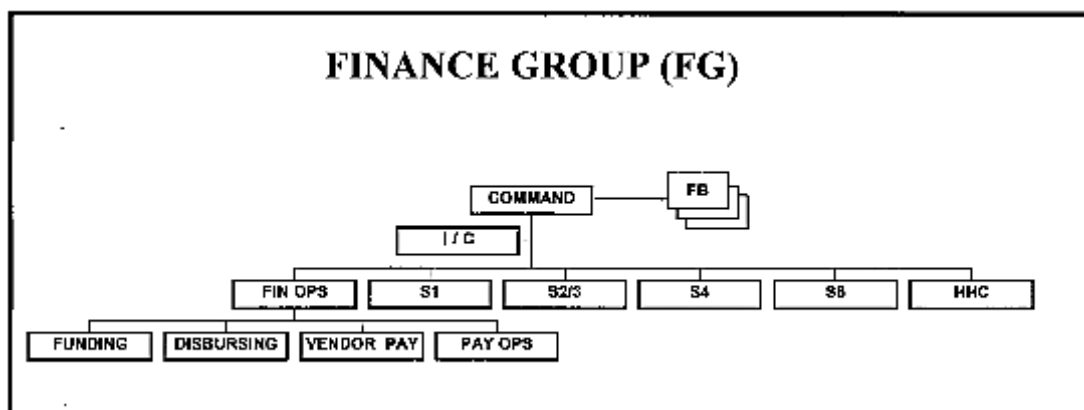 FINANCE GROUP (FG)
COMMAND
FB
I / C
FIN OPS
S1
S2/3
S4
S6
HHC
FUNDING
DISBURSING
VENDOR PAY
PAY OPS